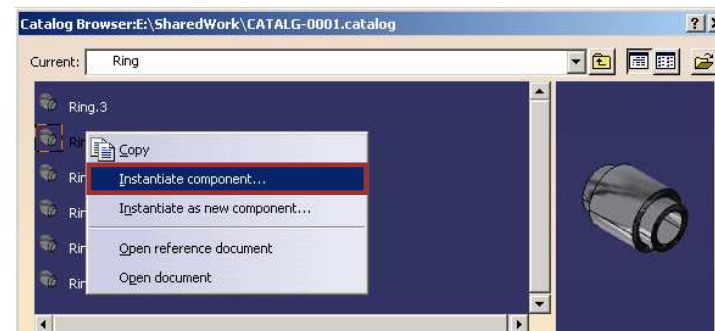 Catalog Browser:E:\SharedWork\CATALG-0001.catalog
Current: Ring
Ring.3
Copy
Instantiate component...
Instantiate as new component...
Open reference document
Open document